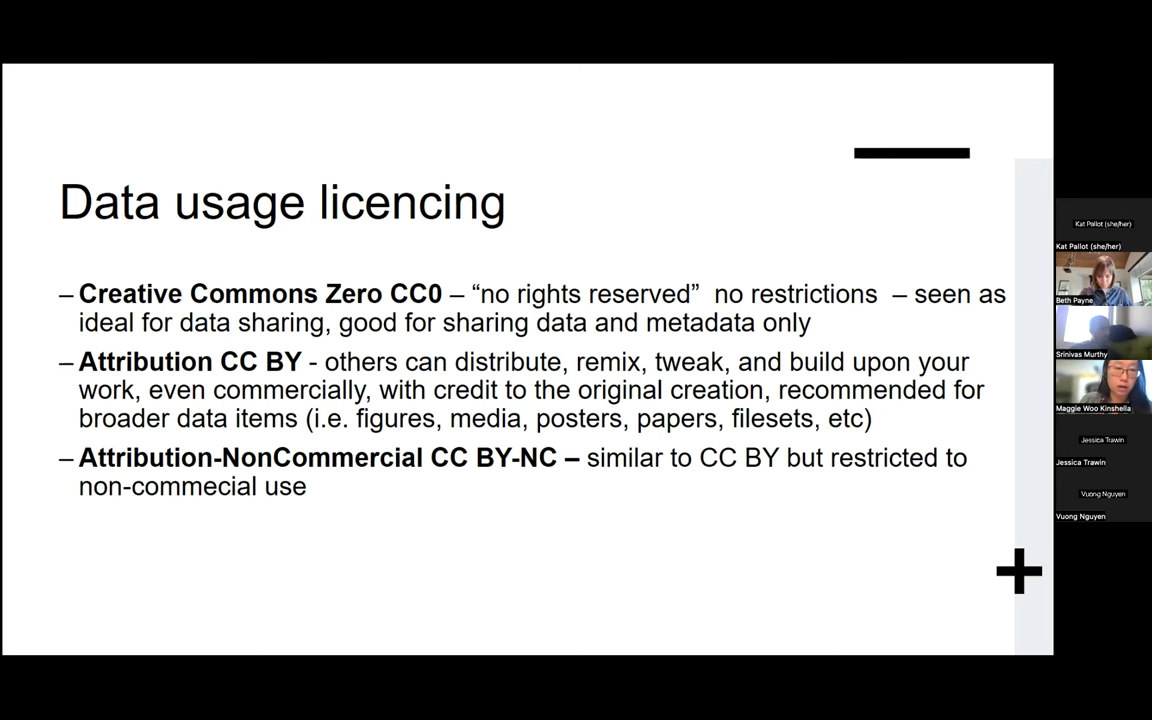 Data usage licencing
– Creative Commons Zero CC0 – “no rights reserved”  no restrictions  – seen as
ideal for data sharing, good for sharing data and metadata only
– Attribution CC BY - others can distribute, remix, tweak, and build upon your
work, even commercially, with credit to the original creation, recommended for
broader data items (i.e. figures, media, posters, papers, filesets, etc)
– Attribution-NonCommercial CC BY-NC – similar to CC BY but restricted to
non-commecial use
Kat Pallot (she/her)
Kat Pallot (she/her)
Beth Payne
Srinivas Murthy
Maggie Woo Kinshella
Jessica Trawin
Jessica Trawin
Vuong Nguyen
Vuong Nguyen